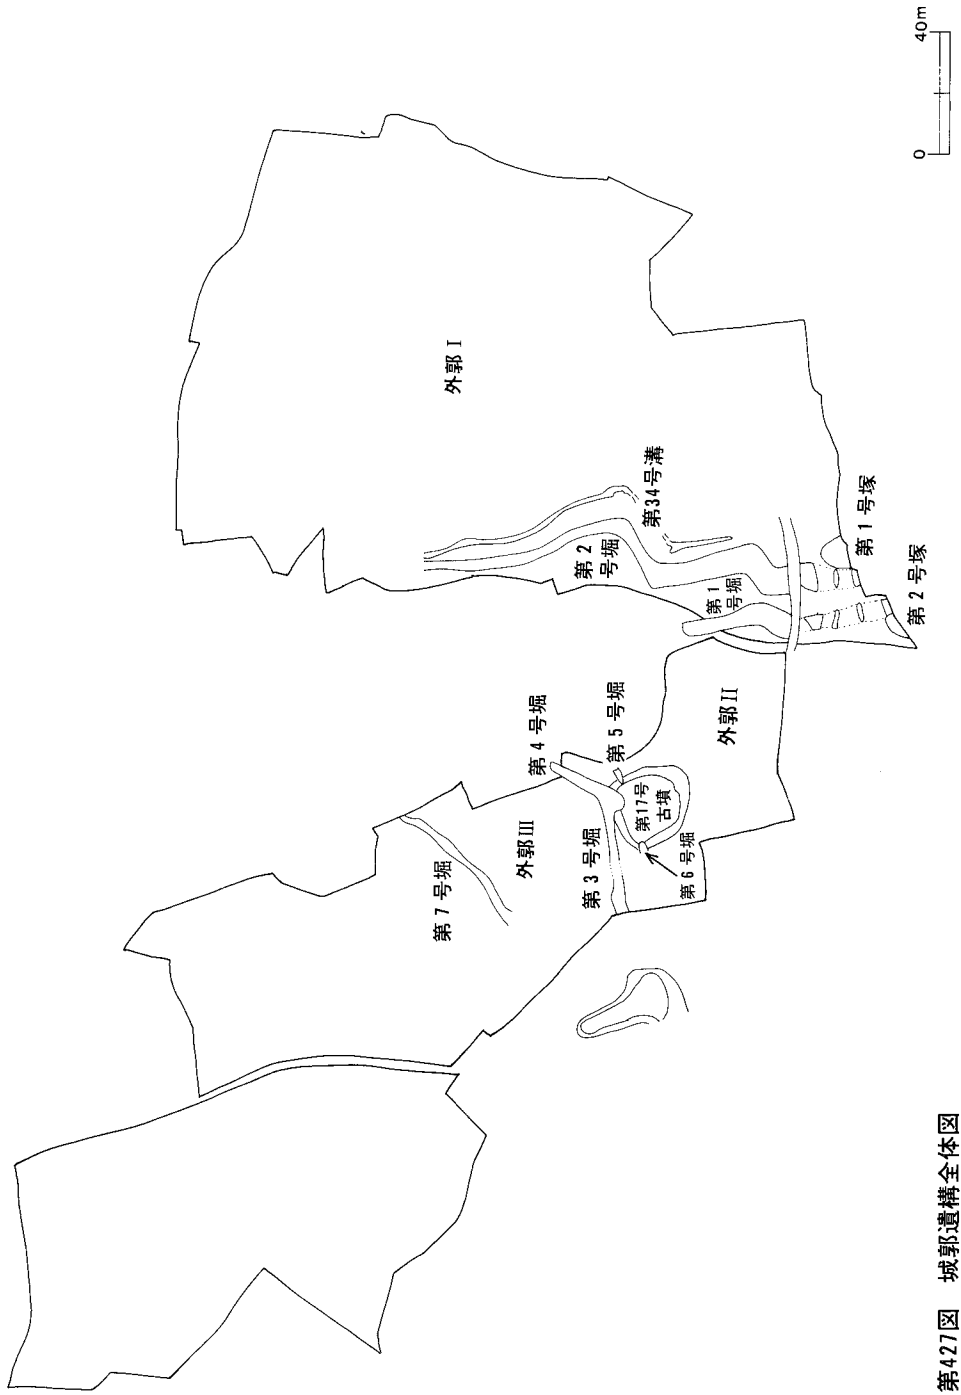 0 40m
外郭Ⅰ
第34号溝
第2
号堀
第1号塚
第1
号堀
第2号塚
外郭Ⅱ
第4号堀
第5号堀
第17号
古墳
外郭Ⅲ
第3号堀
第6号堀
第7号堀
第427図 城郭遺構全体図